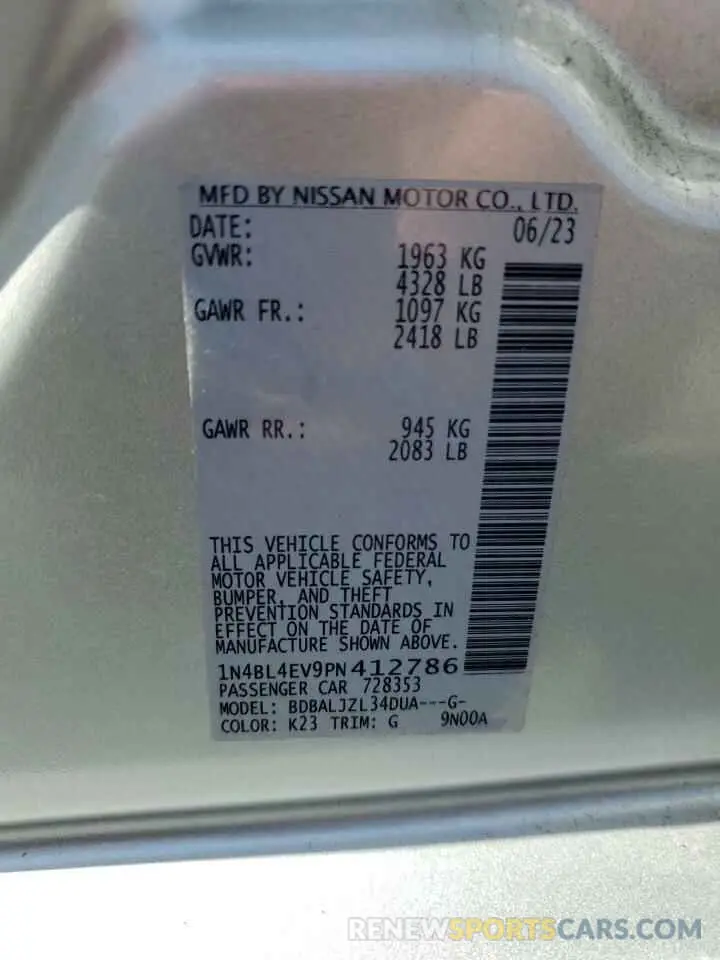 MFD BY NISSAN MOTOR CO., LTD.
DATE: 06/23
GVWR: 1963 KG
4328 LB
GAWR FR.: 1097 KG
2418 LB
GAWR RR.: 945 KG
2083 LB
THIS VEHICLE CONFORMS TO
ALL APPLICABLE FEDERAL
MOTOR VEHICLE SAFETY,
BUMPER, AND THEFT
PREVENTION STANDARDS IN
EFFECT ON THE DATE OF
MANUFACTURE SHOWN ABOVE.
1N4BL4EV9PN412786
PASSENGER CAR 728353
MODEL: BDBALJZL34DUA---G-
COLOR: K23 TRIM: G 9N00A
RENEWSPORTSCARS.COM